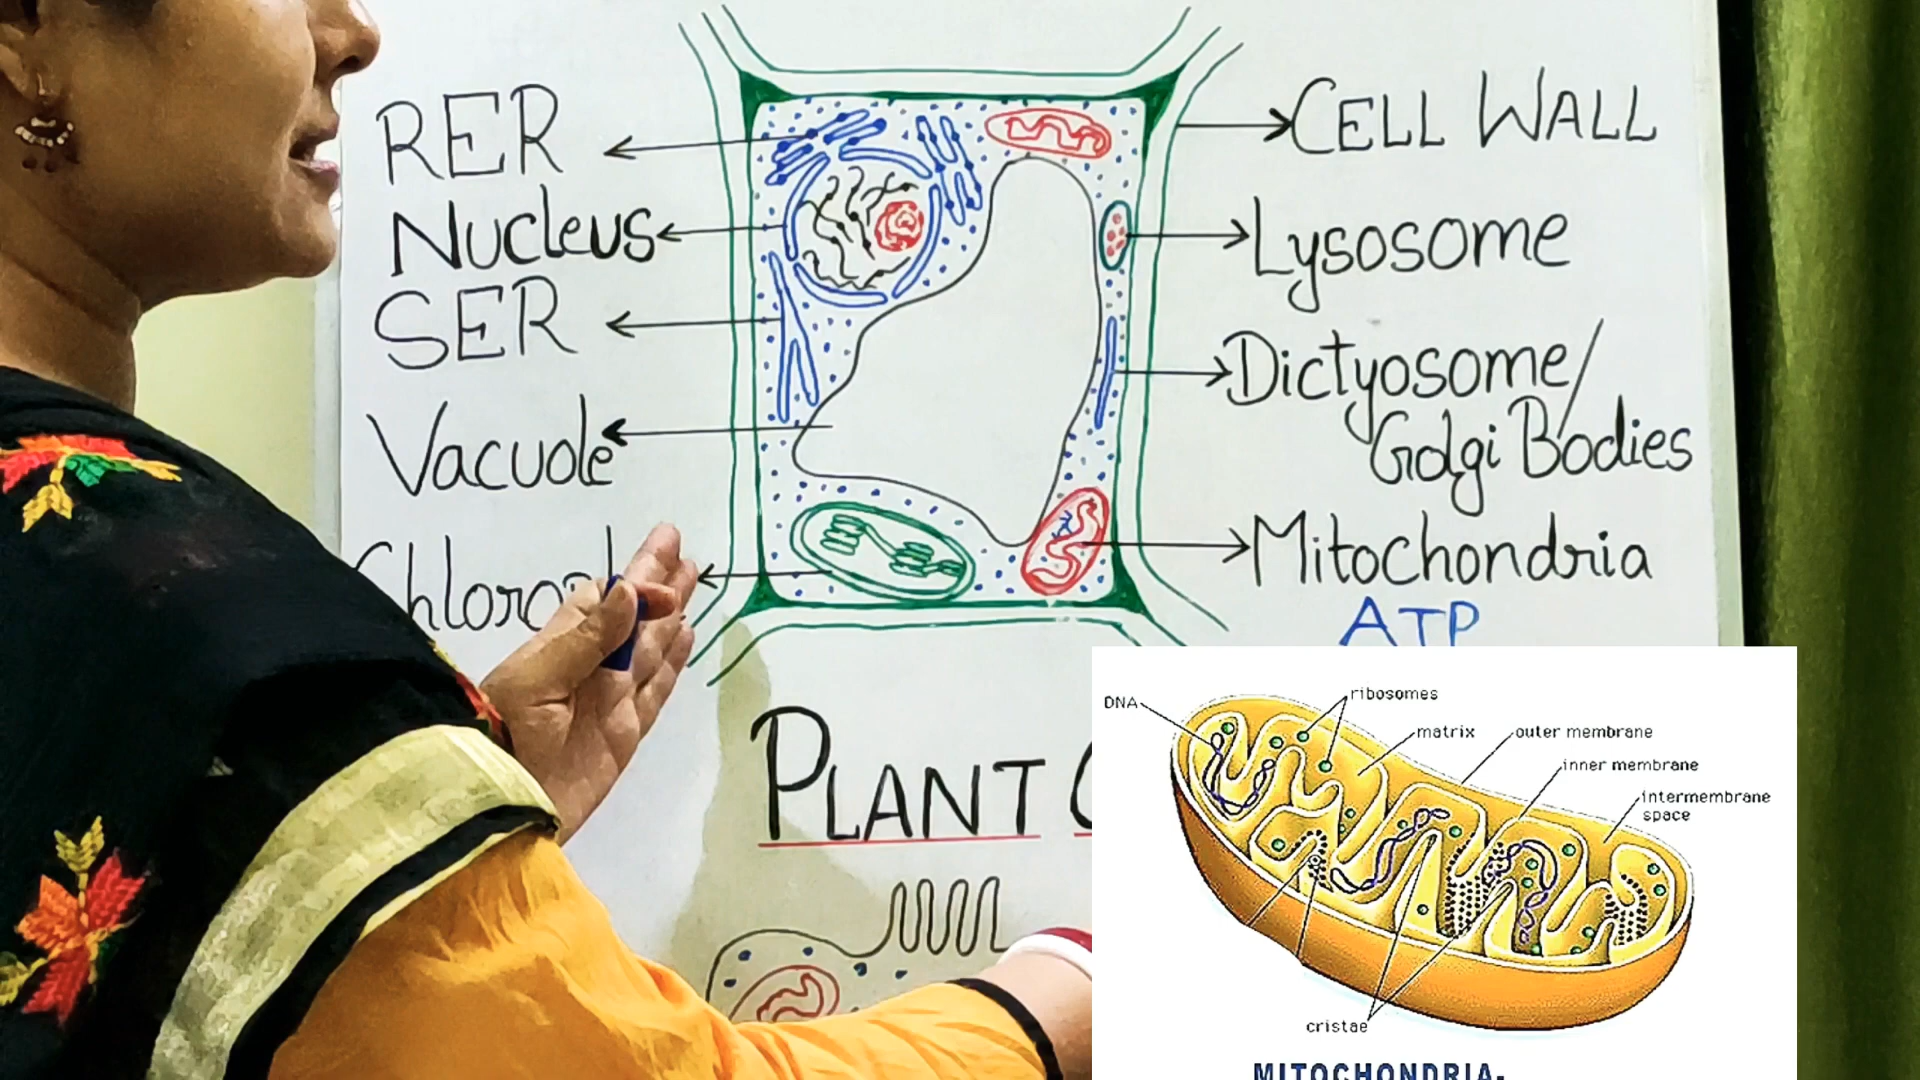 RER
Nucleus
SER
Vacuole
CELL WALL
Lysosome
Dictyosome/
Golgi Bodies
Mitochondria
ATP
PLANT
DNA
ribosomes
matrix
outer membrane
inner membrane
intermembrane
space
cristae
MITOCHONDRIA-